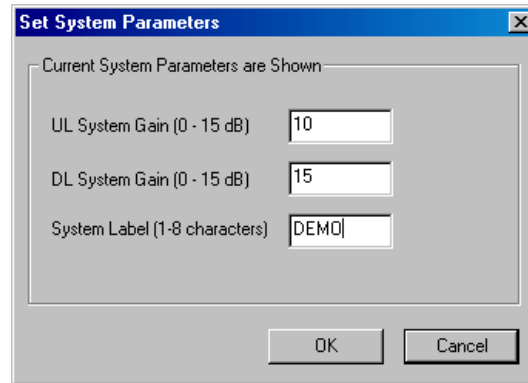 Set System Parameters
Current System Parameters are Shown
UL System Gain (0 - 15 dB) 10
DL System Gain (0 - 15 dB) 15
System Label (1-8 characters) DEMO
OK Cancel